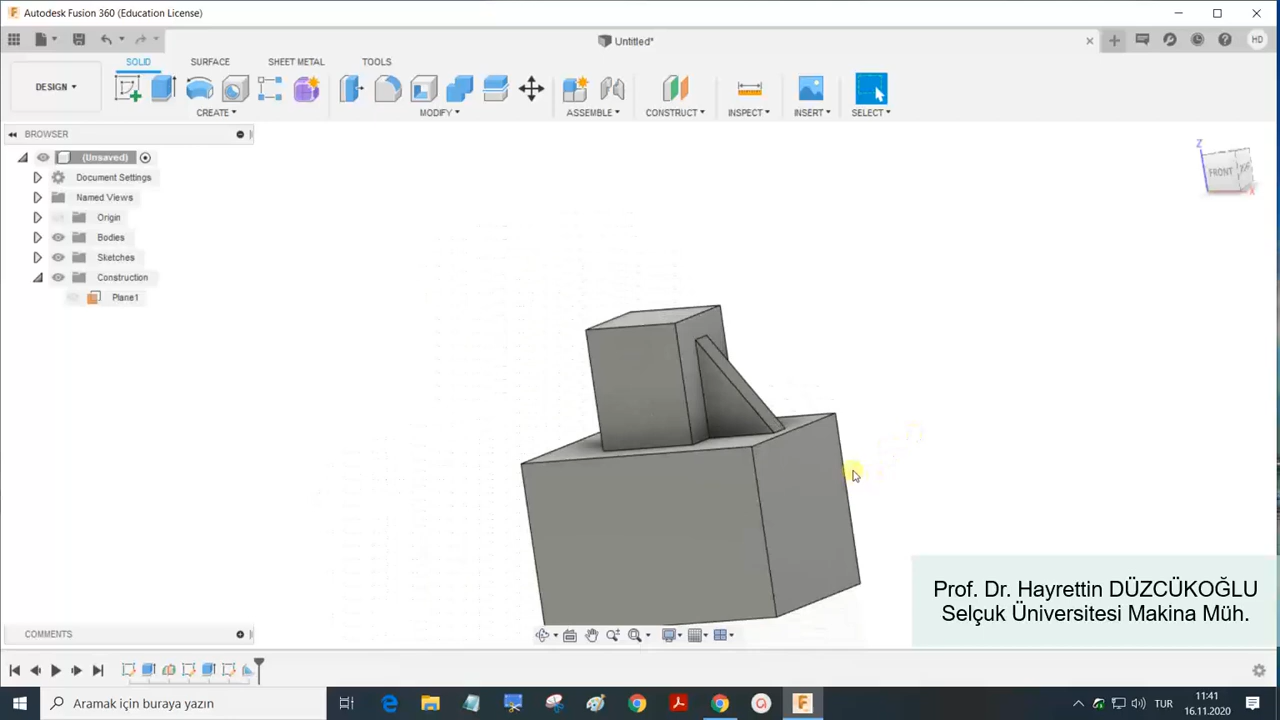 Autodesk Fusion 360 (Education License)
Untitled*
HD
DESIGN
SOLID
SURFACE
SHEET METAL
TOOLS
CREATE
MODIFY
ASSEMBLE
CONSTRUCT
INSPECT
INSERT
SELECT
BROWSER
(Unsaved)
Document Settings
Named Views
Origin
Bodies
Sketches
Construction
Plane1
Z
FRONT
X
Prof. Dr. Hayrettin DÜZCÜKOĞLU
Selçuk Üniversitesi Makina Müh.
COMMENTS
Aramak için buraya yazın
TUR
11:41
16.11.2020